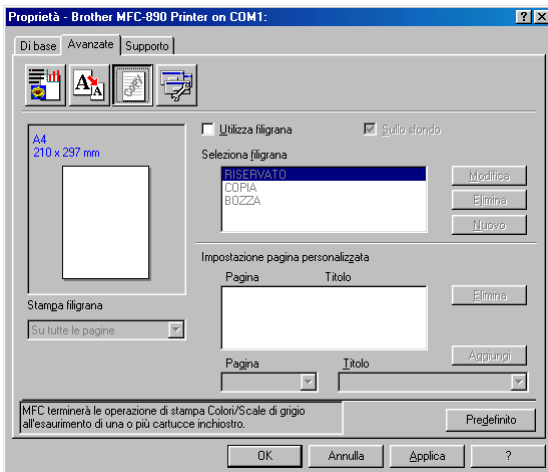 Proprietà - Brother MFC-890 Printer on COM1:
? x
Di base Avanzate Supporto
A A
COPY
A4
210 x 297 mm
Utilizza filigrana Sullo sfondo
Seleziona filigrana
RISERVATO
COPIA
BOZZA
Modifica
Elimina
Nuovo
Impostazione pagina personalizzata
Pagina Titolo
Elimina
Stampa filigrana
Su tutte le pagine
Aggiungi
Pagina Titolo
MFC terminerà le operazione di stampa Colori/Scale di grigio
all'esaurimento di una o più cartucce inchiostro.
Predefinito
OK Annulla Applica ?